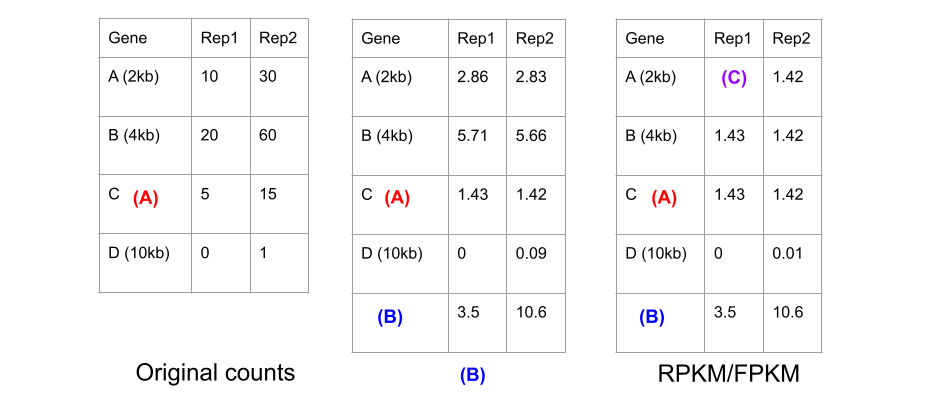 Gene Rep1 Rep2
A (2kb) 10 30
B (4kb) 20 60
C (A) 5 15
D (10kb) 0 1
Original counts
Gene Rep1 Rep2
A (2kb) 2.86 2.83
B (4kb) 5.71 5.66
C (A) 1.43 1.42
D (10kb) 0 0.09
(B) 3.5 10.6
(B)
Gene Rep1 Rep2
A (2kb) (C) 1.42
B (4kb) 1.43 1.42
C (A) 1.43 1.42
D (10kb) 0 0.01
(B) 3.5 10.6
RPKM/FPKM